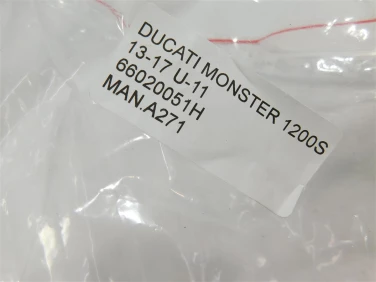 DUCATI MONSTER 1200S
13-17 U-11
66020051H
MAN.A271